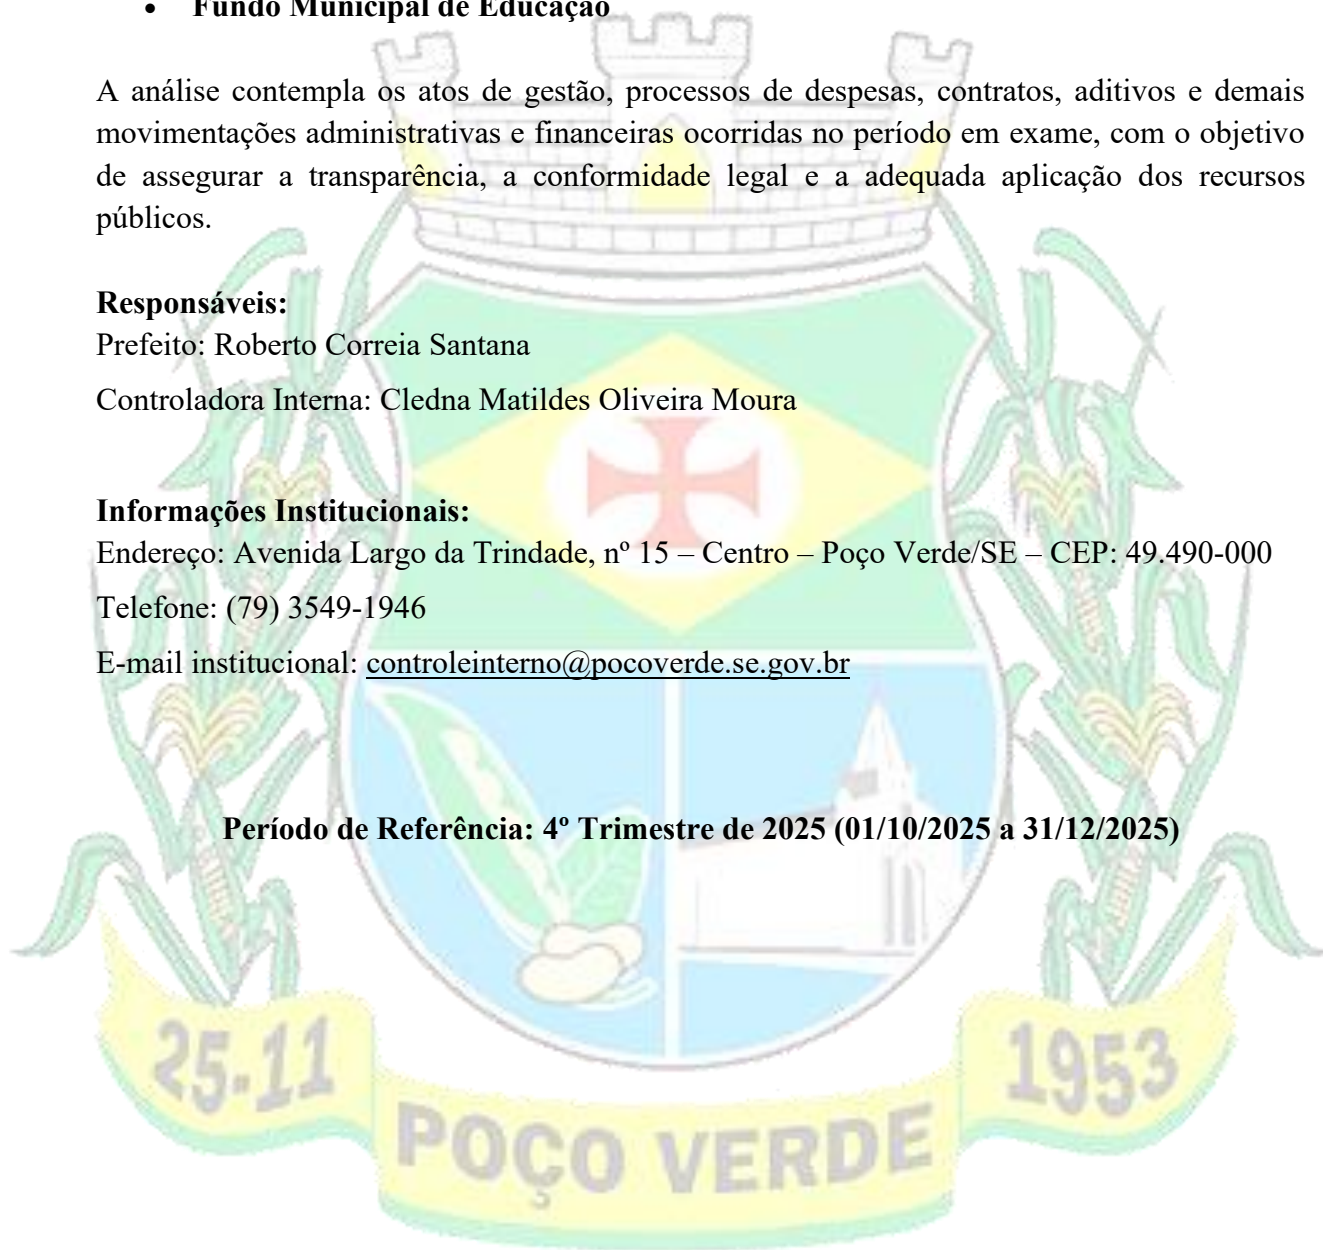 • Fundo Municipal de Educação
A análise contempla os atos de gestão, processos de despesas, contratos, aditivos e demais
movimentações administrativas e financeiras ocorridas no período em exame, com o objetivo
de assegurar a transparência, a conformidade legal e a adequada aplicação dos recursos
públicos.
Responsáveis:
Prefeito: Roberto Correia Santana
Controladora Interna: Cledna Matildes Oliveira Moura
Informações Institucionais:
Endereço: Avenida Largo da Trindade, nº 15 – Centro – Poço Verde/SE – CEP: 49.490-000
Telefone: (79) 3549-1946
E-mail institucional: controleinterno@pocoverde.se.gov.br
Período de Referência: 4º Trimestre de 2025 (01/10/2025 a 31/12/2025)
25.11
1953
POÇO VERDE